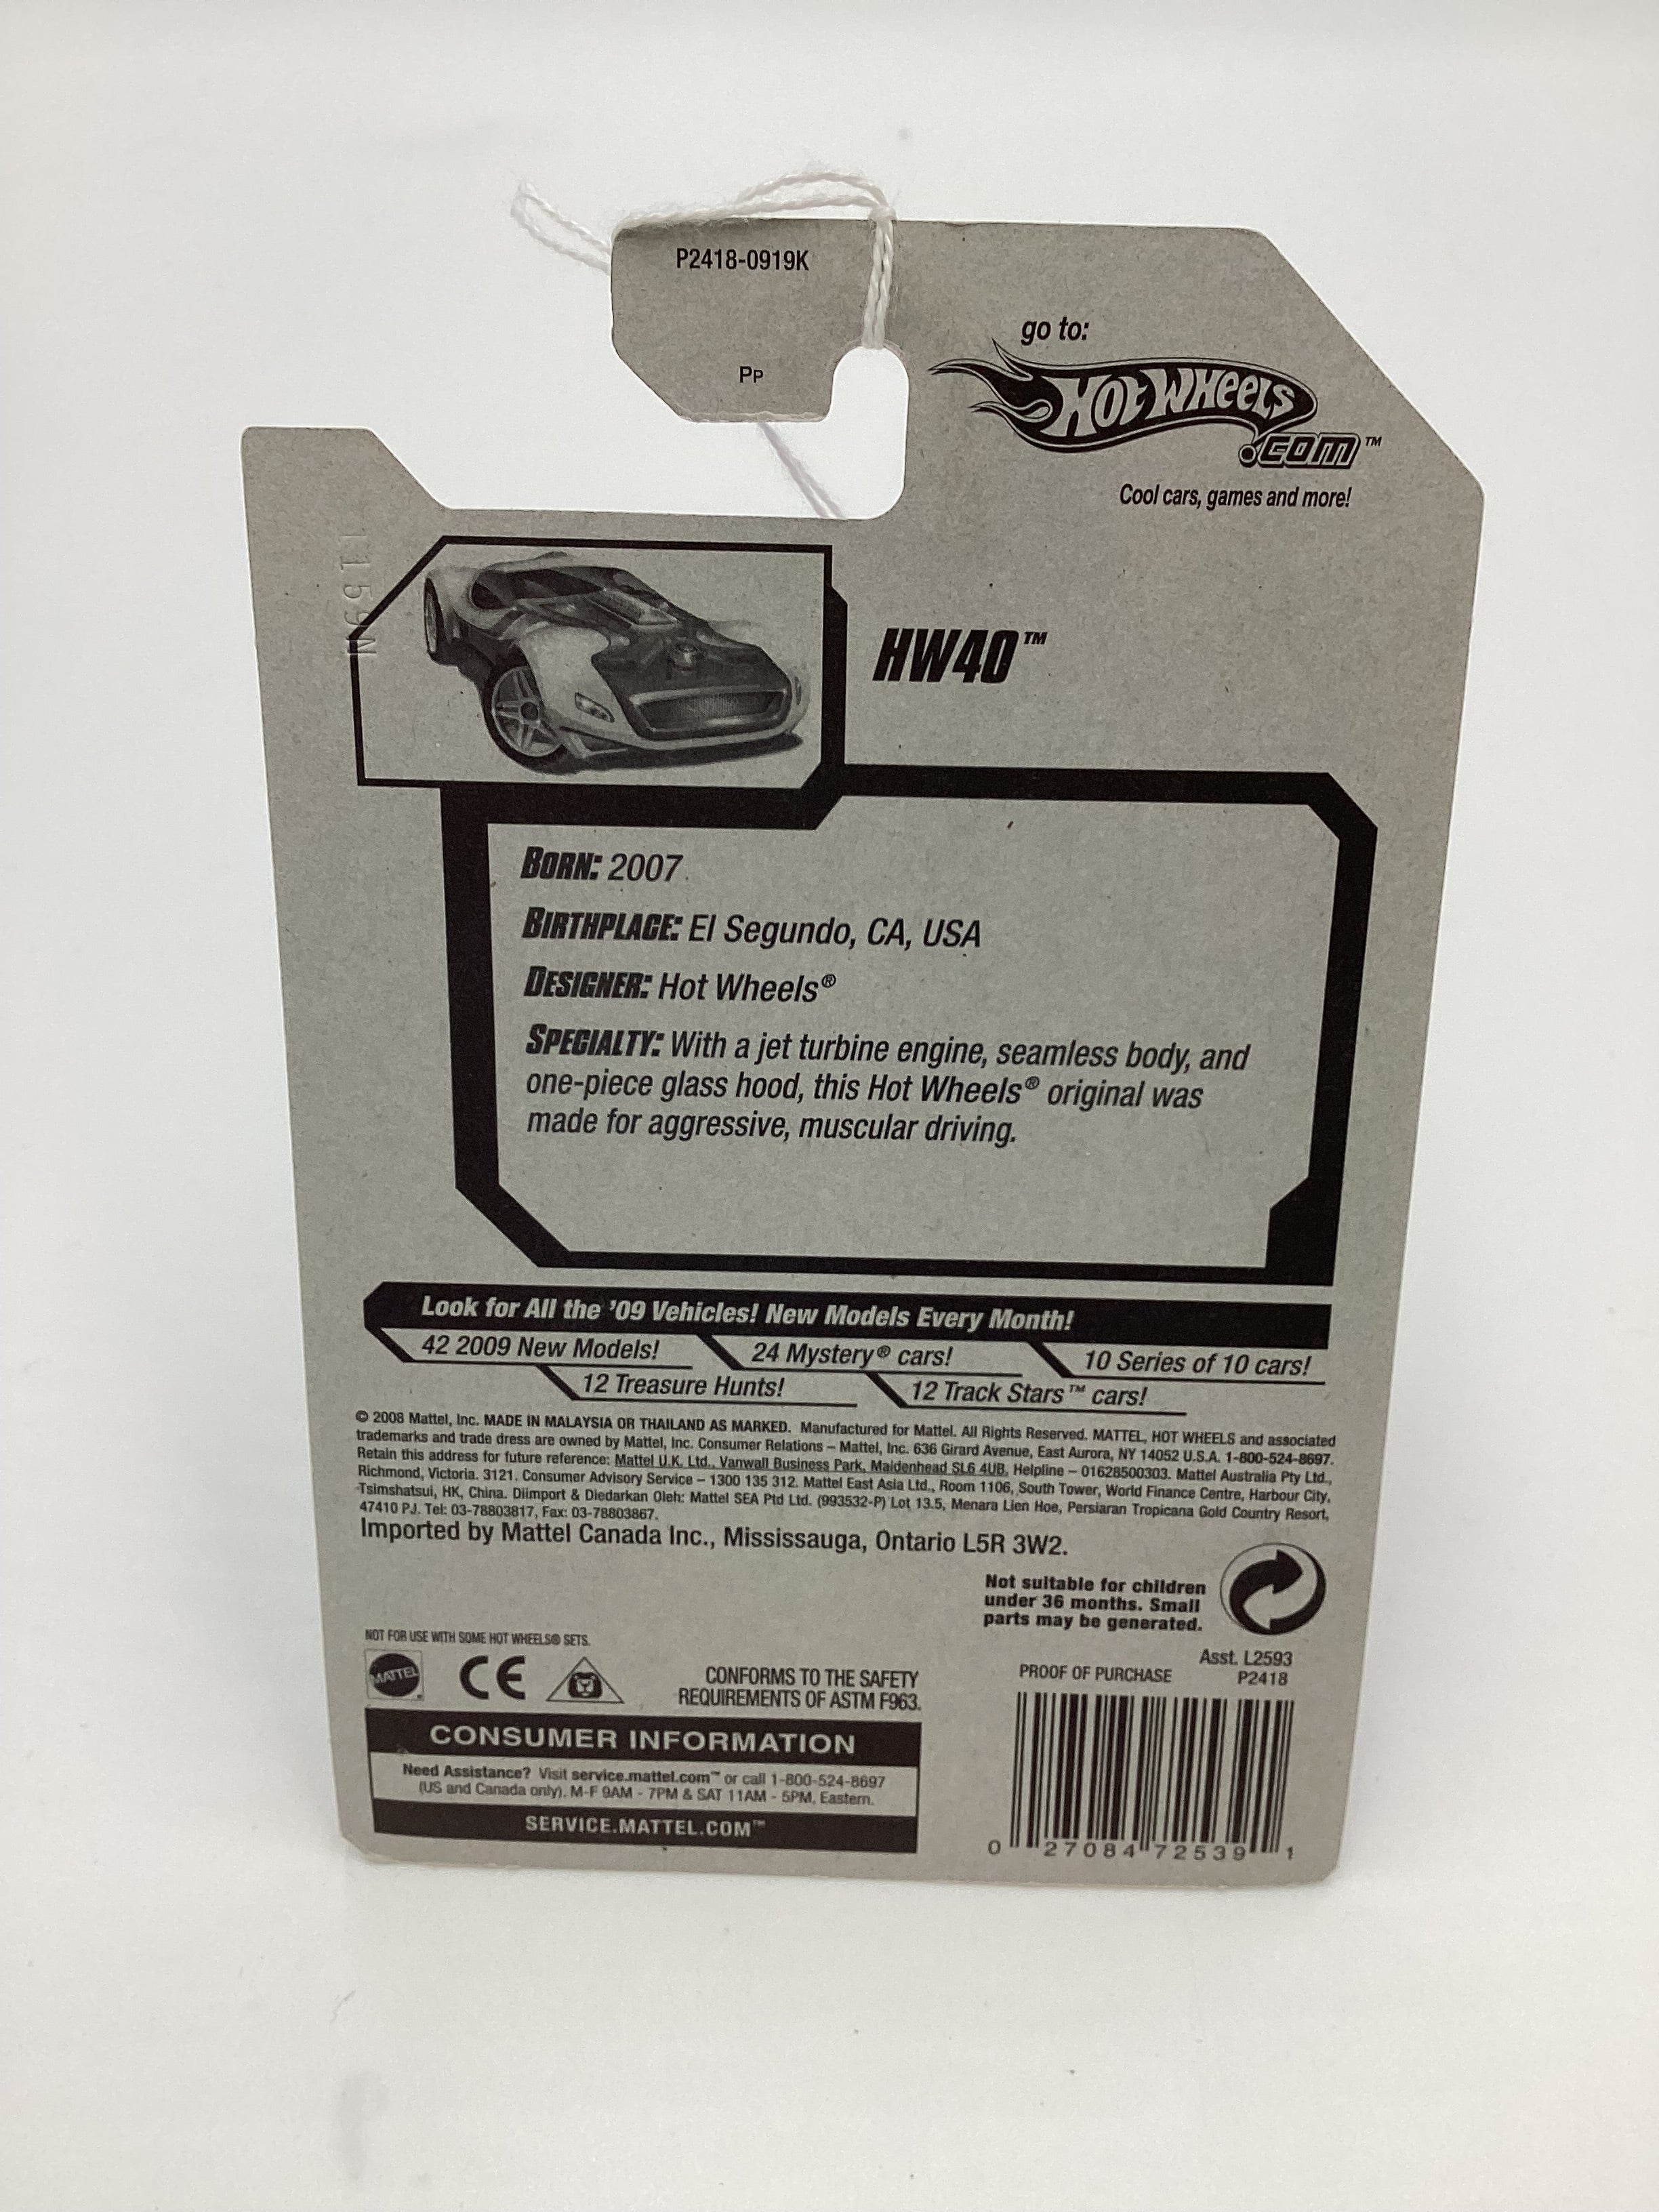 P2418-0919K
PP
go to:
Hot Wheels
.com™
Cool cars, games and more!
1159N
HW40™
BORN: 2007
BIRTHPLACE: El Segundo, CA, USA
DESIGNER: Hot Wheels®
SPECIALTY: With a jet turbine engine, seamless body, and
one-piece glass hood, this Hot Wheels® original was
made for aggressive, muscular driving.
Look for All the '09 Vehicles! New Models Every Month!
42 2009 New Models!
24 Mystery® cars!
10 Series of 10 cars!
12 Treasure Hunts!
12 Track Stars™ cars!
© 2008 Mattel, Inc. MADE IN MALAYSIA OR THAILAND AS MARKED. Manufactured for Mattel. All Rights Reserved. MATTEL, HOT WHEELS and associated
trademarks and trade dress are owned by Mattel, Inc. Consumer Relations – Mattel, Inc. 636 Girard Avenue, East Aurora, NY 14052 U.S.A. 1-800-524-8697.
Retain this address for future reference: Mattel U.K. Ltd., Vanwall Business Park, Maidenhead SL6 4UB. Helpline – 01628500303. Mattel Australia Pty Ltd.,
Richmond, Victoria. 3121. Consumer Advisory Service – 1300 135 312. Mattel East Asia Ltd., Room 1106, South Tower, World Finance Centre, Harbour City,
Tsimshatsui, HK, China. Diimport & Diedarkan Oleh: Mattel SEA Ptd Ltd. (993532-P) Lot 13.5, Menara Lien Hoe, Persiaran Tropicana Gold Country Resort,
47410 PJ. Tel: 03-78803817, Fax: 03-78803867.
Imported by Mattel Canada Inc., Mississauga, Ontario L5R 3W2.
Not suitable for children
under 36 months. Small
parts may be generated.
NOT FOR USE WITH SOME HOT WHEELS® SETS.
MATTEL
CE
CONFORMS TO THE SAFETY
REQUIREMENTS OF ASTM F963.
Asst. L2593
PROOF OF PURCHASE P2418
CONSUMER INFORMATION
Need Assistance? Visit service.mattel.com™ or call 1-800-524-8697
(US and Canada only), M-F 9AM - 7PM & SAT 11AM - 5PM, Eastern.
SERVICE.MATTEL.COM™
0 27084 72539 1